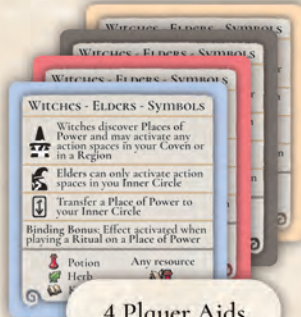 WITCHES - ELDERS - SYMBOLS
WITCHES - ELDERS - SYMBOLS
WITCHES - ELDERS - SYMBOLS
WITCHES - ELDERS - SYMBOLS
Witches discover Places of
Power and may activate any
action spaces in your Coven or
in a Region
Elders can only activate action
spaces in you Inner Circle
Transfer a Place of Power to
your Inner Circle
Binding Bonus: Effect activated when
playing a Ritual on a Place of Power
Potion Any resource
Herb
4 Player Aids